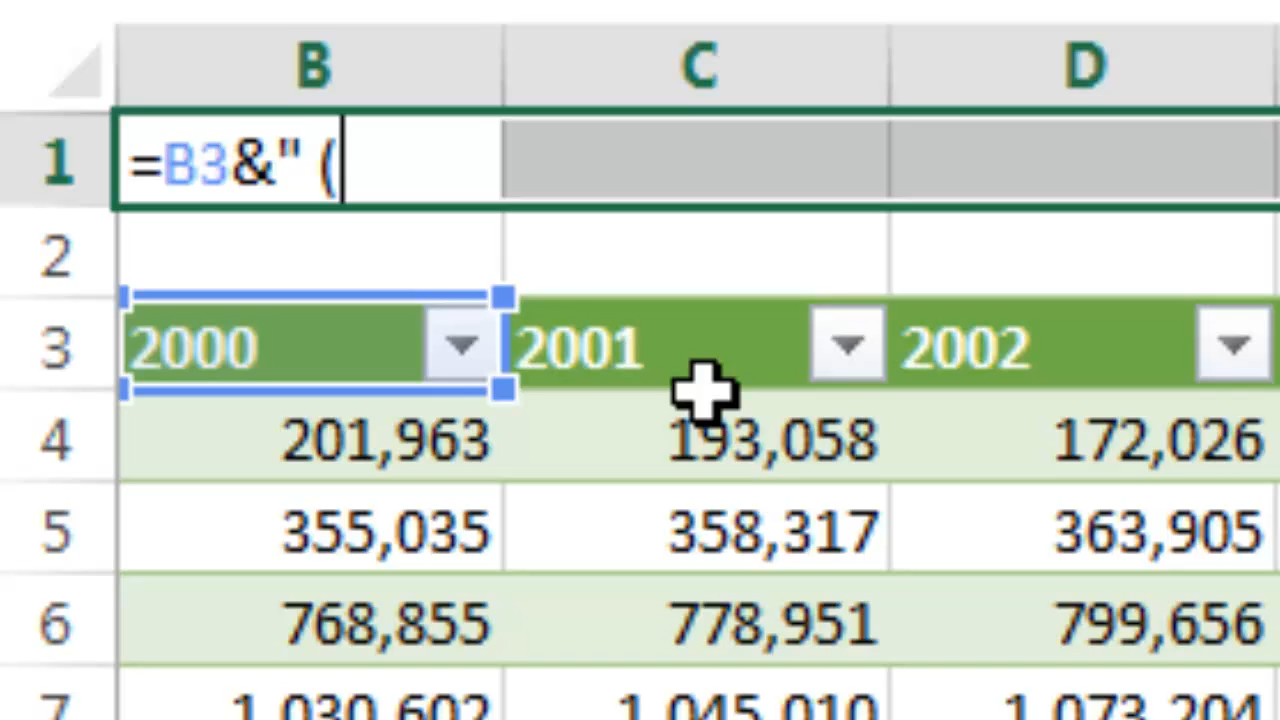 B C D
1 =B3&" (
2
3 2000 2001 2002
4 201,963 193,058 172,026
5 355,035 358,317 363,905
6 768,855 778,951 799,656
7 1,030,602 1,045,010 1,073,204